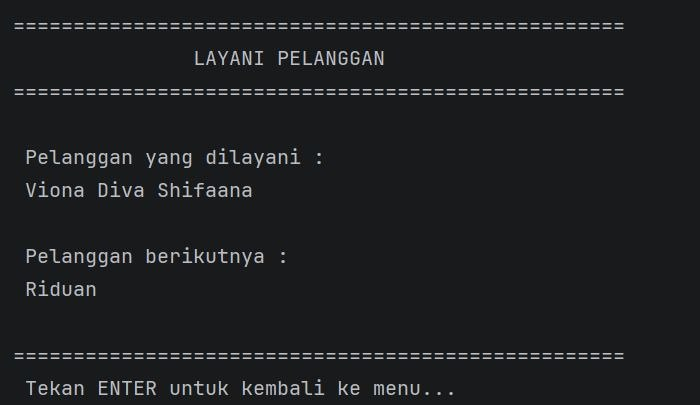 ===================================================
LAYANI PELANGGAN
===================================================
Pelanggan yang dilayani :
Viona Diva Shifaana
Pelanggan berikutnya :
Riduan
===================================================
Tekan ENTER untuk kembali ke menu...